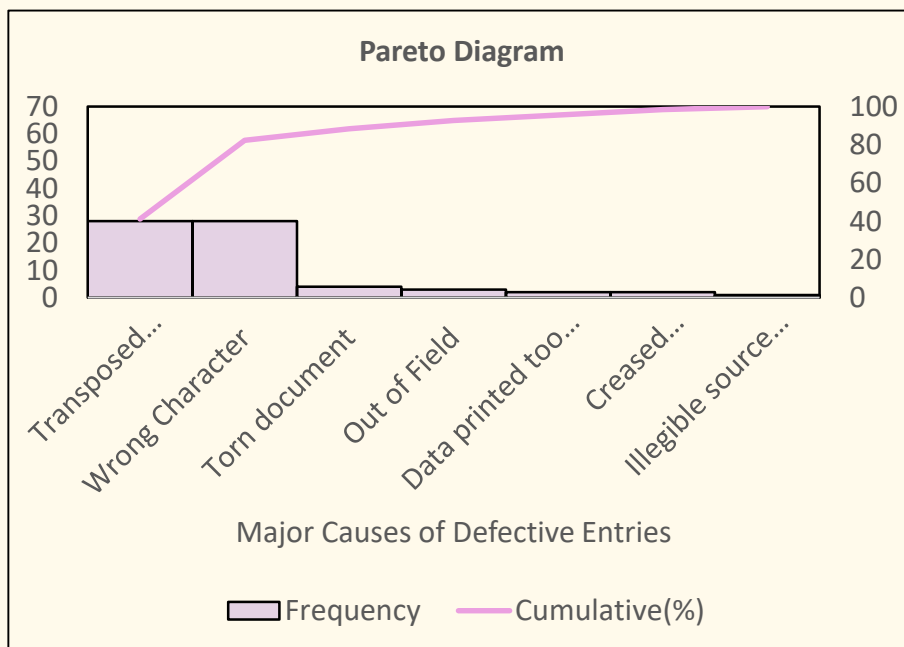 Pareto Diagram
70
60
50
40
30
20
10
0
100
80
60
40
20
0
Transposed...
Wrong Character
Torn document
Out of Field
Data printed too...
Creased...
Illegible source...
Major Causes of Defective Entries
Frequency
Cumulative(%)